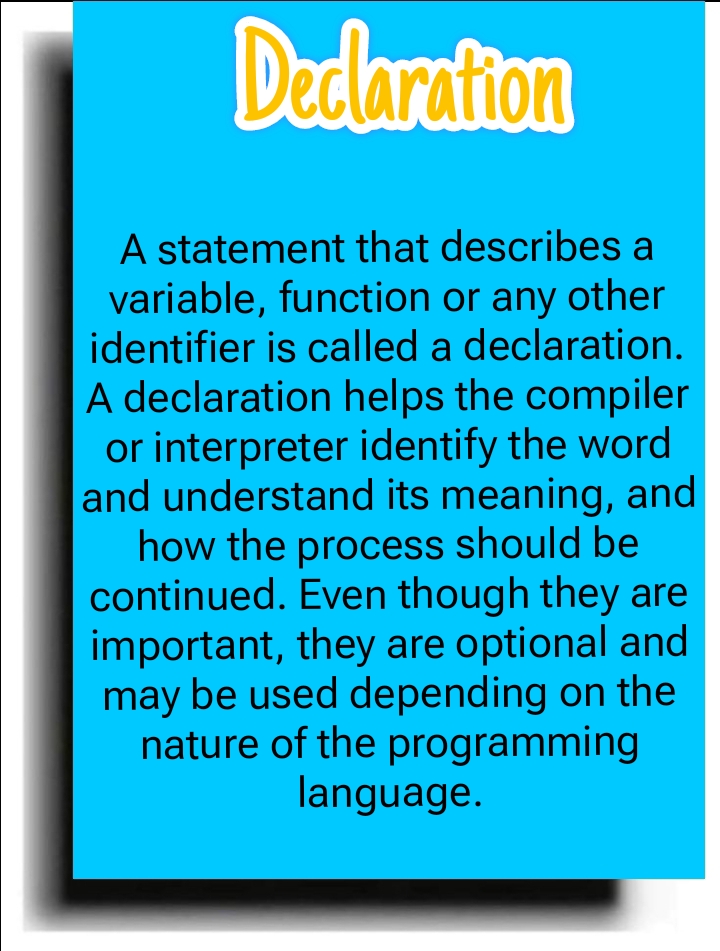 Declaration
A statement that describes a
variable, function or any other
identifier is called a declaration.
A declaration helps the compiler
or interpreter identify the word
and understand its meaning, and
how the process should be
continued. Even though they are
important, they are optional and
may be used depending on the
nature of the programming
language.